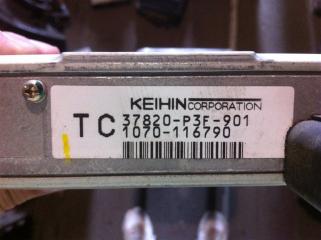 KEIHIN CORPORATION
TC 37820-P3F-901
1070-116790